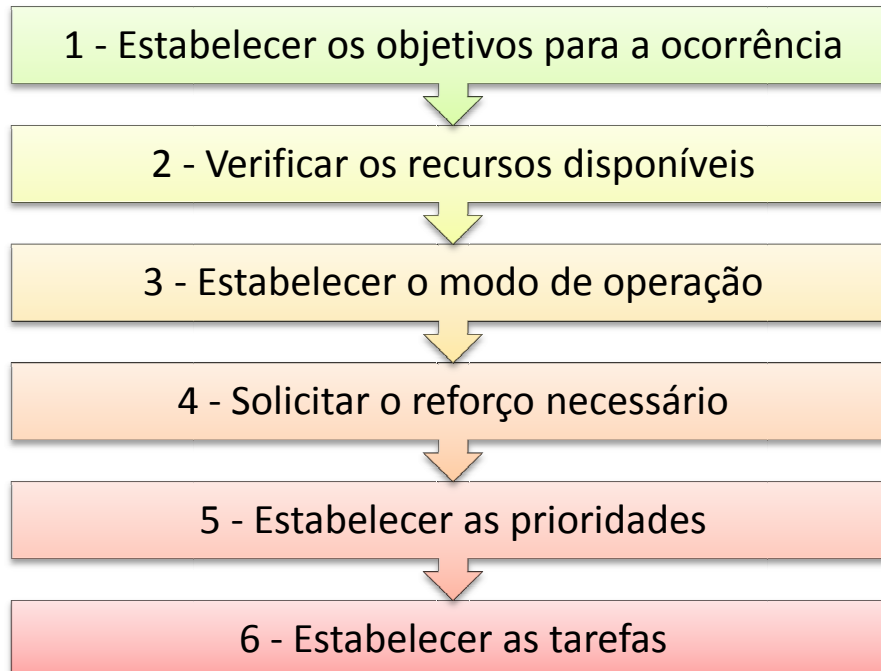 1 - Estabelecer os objetivos para a ocorrência
2 - Verificar os recursos disponíveis
3 - Estabelecer o modo de operação
4 - Solicitar o reforço necessário
5 - Estabelecer as prioridades
6 - Estabelecer as tarefas